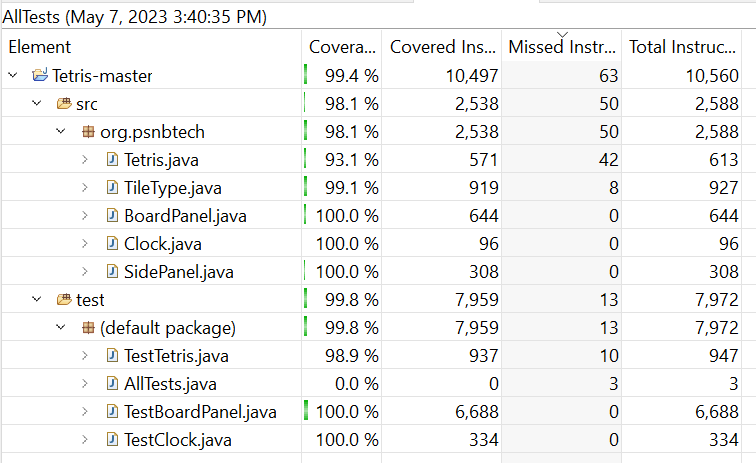 AllTests (May 7, 2023 3:40:35 PM)
Element Covera... Covered Ins... Missed Instr... Total Instruc...
Tetris-master 99.4 % 10,497 63 10,560
src 98.1 % 2,538 50 2,588
org.psnbtech 98.1 % 2,538 50 2,588
Tetris.java 93.1 % 571 42 613
TileType.java 99.1 % 919 8 927
BoardPanel.java 100.0 % 644 0 644
Clock.java 100.0 % 96 0 96
SidePanel.java 100.0 % 308 0 308
test 99.8 % 7,959 13 7,972
(default package) 99.8 % 7,959 13 7,972
TestTetris.java 98.9 % 937 10 947
AllTests.java 0.0 % 0 3 3
TestBoardPanel.java 100.0 % 6,688 0 6,688
TestClock.java 100.0 % 334 0 334